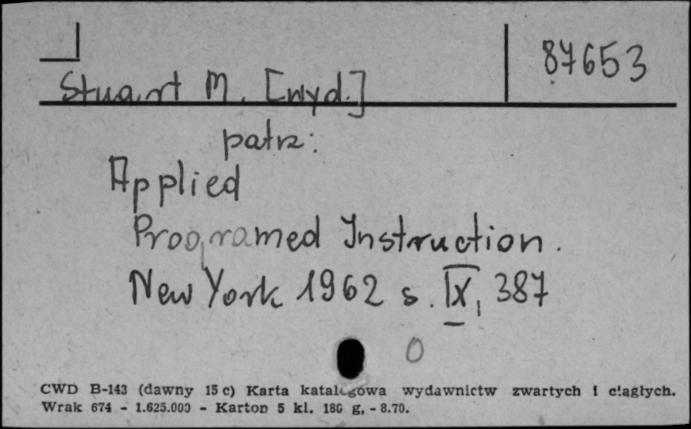 87653
Stuart M. [wyd.]
patrz:
Applied
Programed Instruction.
New York 1962 s. IX, 387
O
CWD B-143 (dawny 15 c) Karta katalogowa wydawnictw zwartych i ciągłych.
Wrak 674 - 1.625.000 - Karton 5 kl. 180 g. - 8.70.